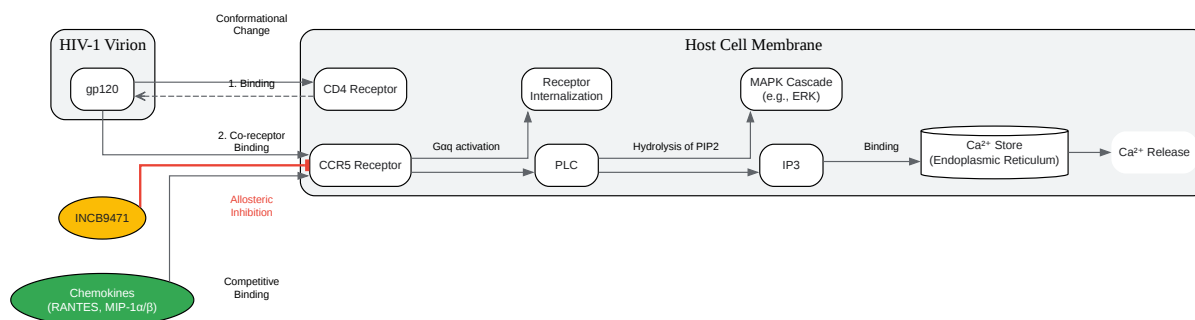 Conformational
Change
HIV-1 Virion
Host Cell Membrane
gp120
1. Binding
CD4 Receptor
Receptor
Internalization
MAPK Cascade
(e.g., ERK)
2. Co-receptor
Binding
CCR5 Receptor
Gαq activation
PLC
Hydrolysis of PIP2
IP3
Binding
Ca²⁺ Store
(Endoplasmic Reticulum)
Ca²⁺ Release
INCB9471
Allosteric
Inhibition
Chemokines
(RANTES, MIP-1α/β)
Competitive
Binding